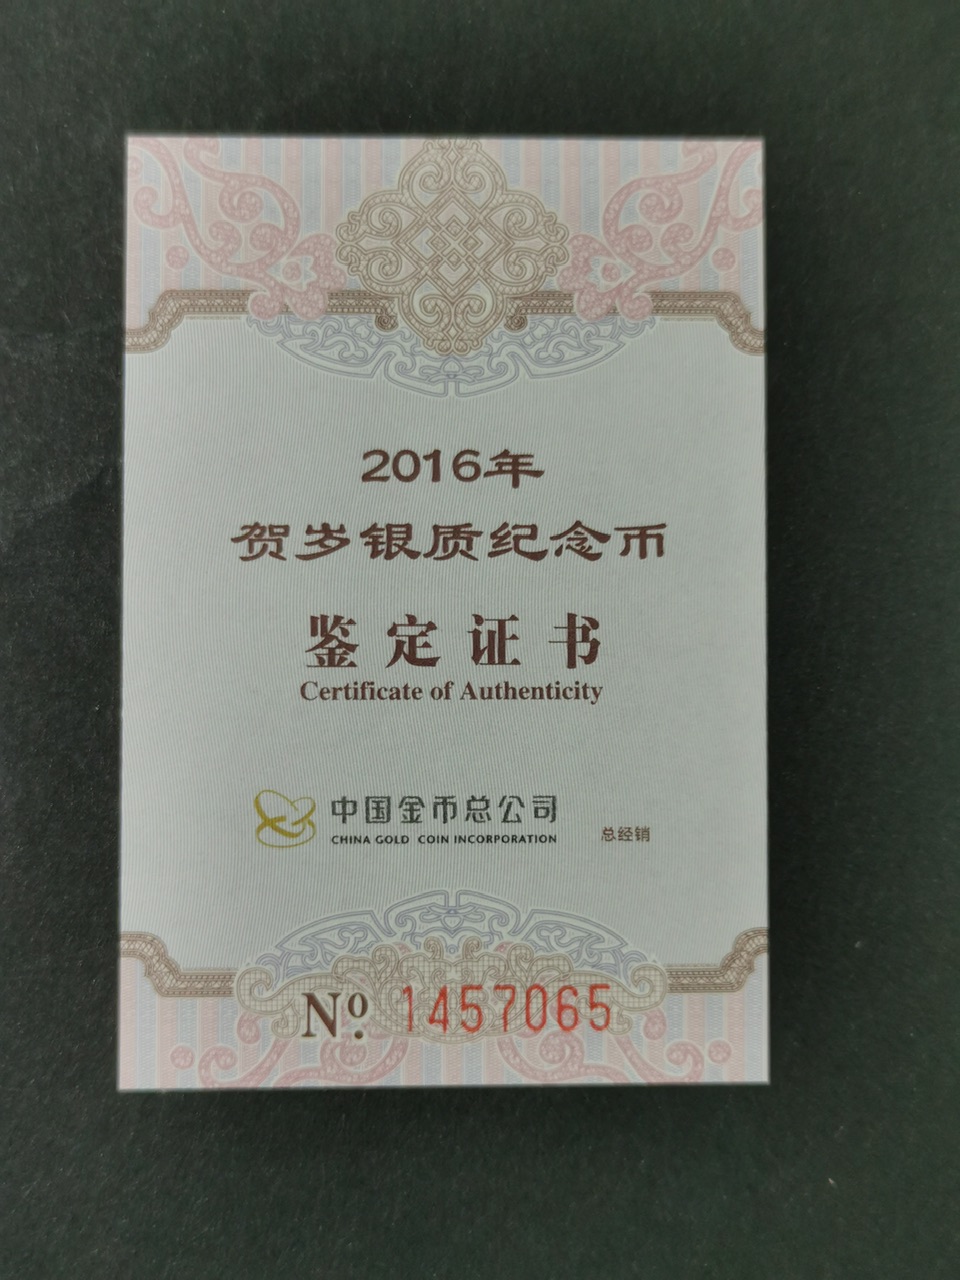 2016年
贺岁银质纪念币
鉴定证书
Certificate of Authenticity
中国金币总公司
CHINA GOLD COIN INCORPORATION
总经销
Nº. 1457065